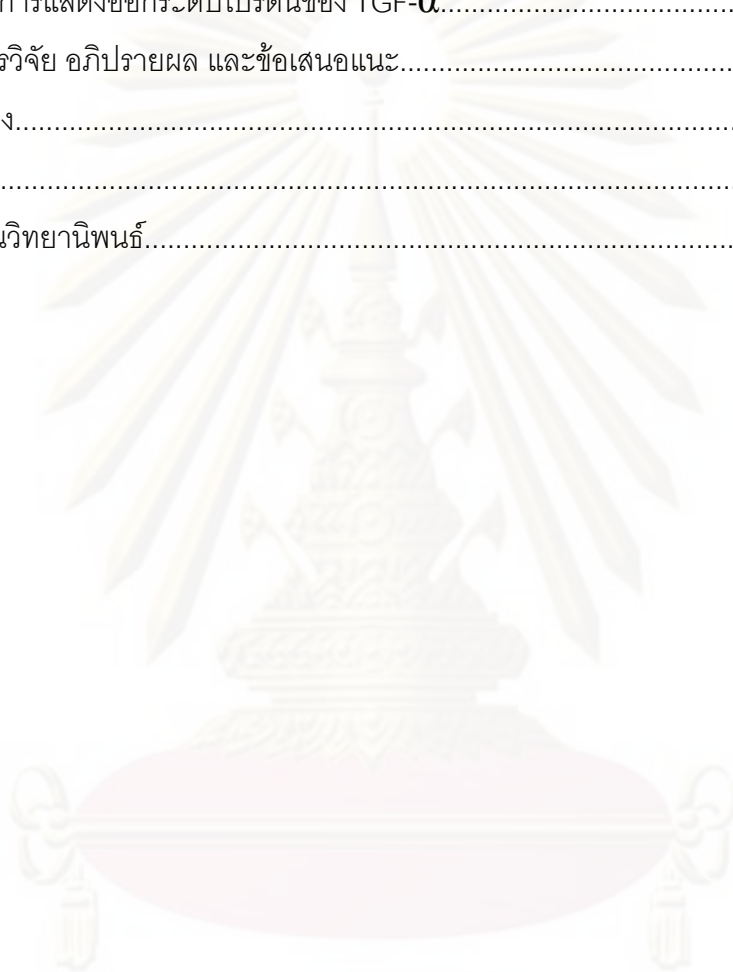 การแสดงออกระดับโปรตีนของ TGF-α........................................
รวิจัย อภิปรายผล และข้อเสนอแนะ.............................................
ง...............................................................................................
.................................................................................................
นวิทยานิพนธ์................................................................................